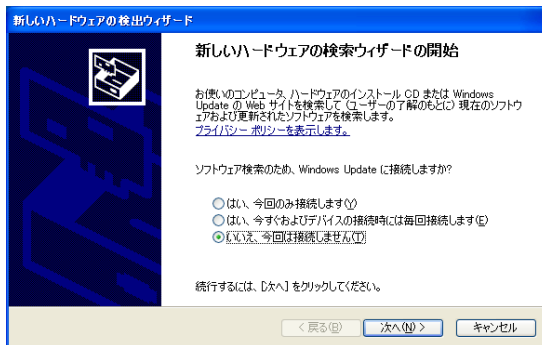 新しいハードウェアの検出ウィザード
新しいハードウェアの検索ウィザードの開始
お使いのコンピュータ、ハードウェアのインストール CD または Windows
Update の Web サイトを検索して (ユーザーの了解のもとに) 現在のソフトウ
ェアおよび更新されたソフトウェアを検索します。
プライバシー ポリシーを表示します。
ソフトウェア検索のため、Windows Update に接続しますか?
はい、今回のみ接続します(Y)
はい、今すぐおよびデバイスの接続時には毎回接続します(E)
いいえ、今回は接続しません(T)
続行するには、[次へ] をクリックしてください。
< 戻る(B)
次へ(N) >
キャンセル